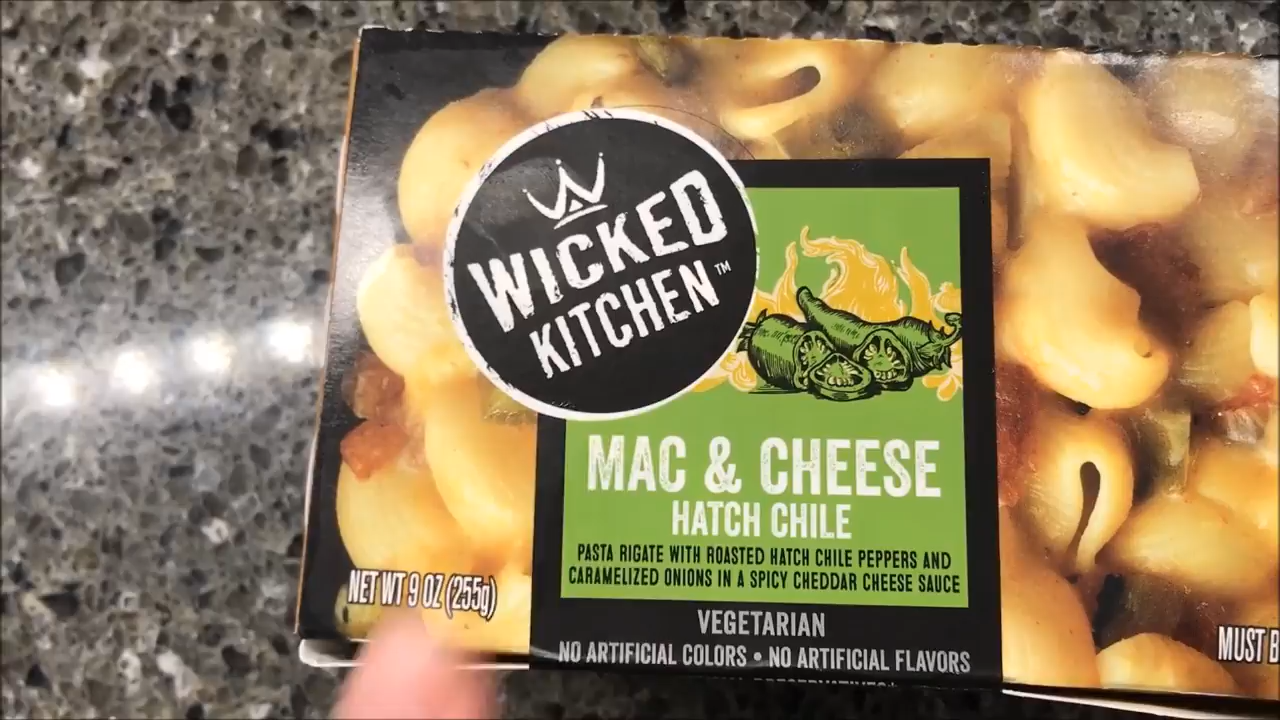 WICKED
KITCHEN™
MAC & CHEESE
HATCH CHILE
PASTA RIGATE WITH ROASTED HATCH CHILE PEPPERS AND
CARAMELIZED ONIONS IN A SPICY CHEDDAR CHEESE SAUCE
NET WT 9 OZ (255g)
VEGETARIAN
NO ARTIFICIAL COLORS • NO ARTIFICIAL FLAVORS
MUST B